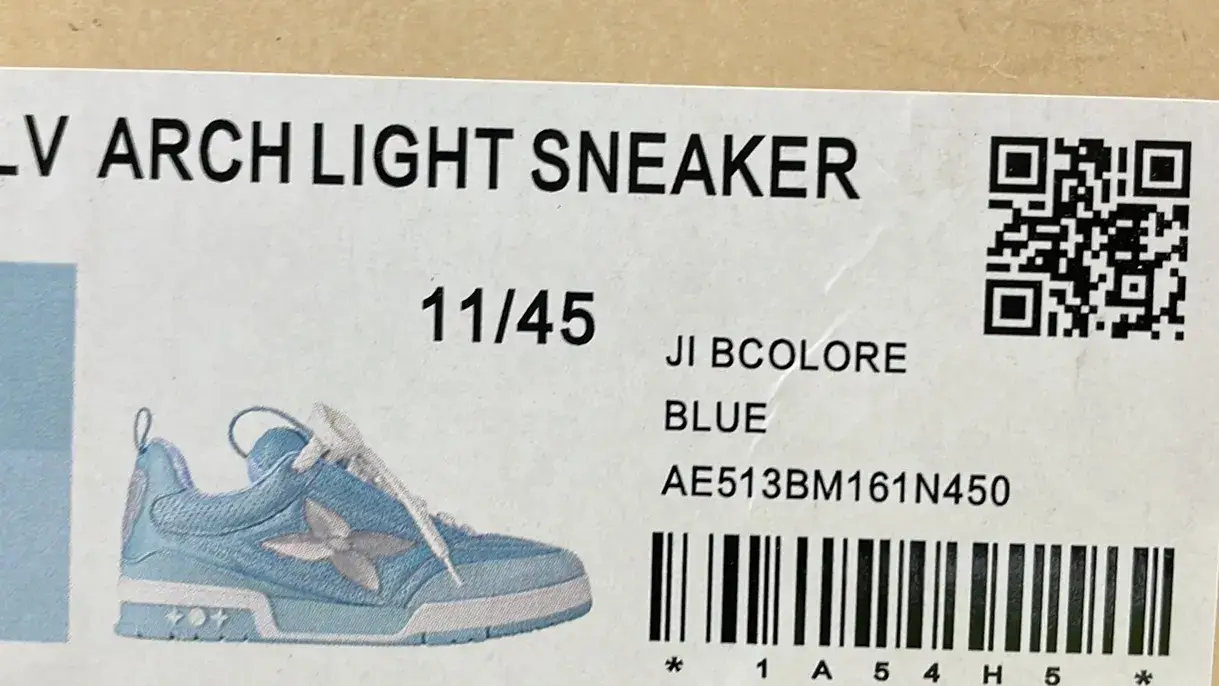 LV ARCH LIGHT SNEAKER
11/45
JI BCOLORE
BLUE
AE513BM161N450
* 1 A 5 4 H 5 *